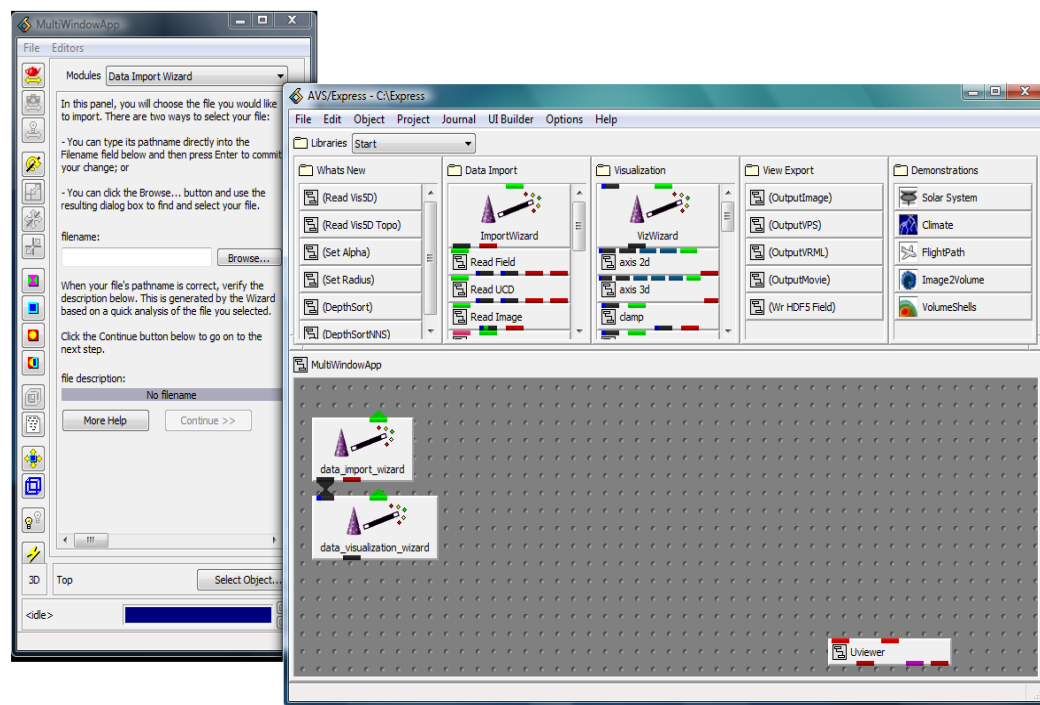 MultiWindowApp
File Editors
Modules Data Import Wizard
In this panel, you will choose the file you would like
to import. There are two ways to select your file:
- You can type its pathname directly into the
Filename field below and then press Enter to commit
your change; or
- You can click the Browse... button and use the
resulting dialog box to find and select your file.
filename:
Browse...
When your file's pathname is correct, verify the
description below. This is generated by the Wizard
based on a quick analysis of the file you selected.
Click the Continue button below to go on to the
next step.
file description:
No filename
More Help Continue >>
3D Top Select Object...
<idle>
AVS/Express - C:\Express
File Edit Object Project Journal UI Builder Options Help
Libraries Start
Whats New
(Read Vis5D)
(Read Vis5D Topo)
(Set Alpha)
(Set Radius)
(DepthSort)
(DepthSortNNS)
Data Import
ImportWizard
Read Field
Read UCD
Read Image
Visualization
VizWizard
axis 2d
axis 3d
clamp
View Export
(OutputImage)
(OutputVPS)
(OutputVRML)
(OutputMovie)
(Wr HDF5 Field)
Demonstrations
Solar System
Climate
FlightPath
Image2Volume
VolumeShells
MultiWindowApp
data_import_wizard
data_visualization_wizard
Uviewer